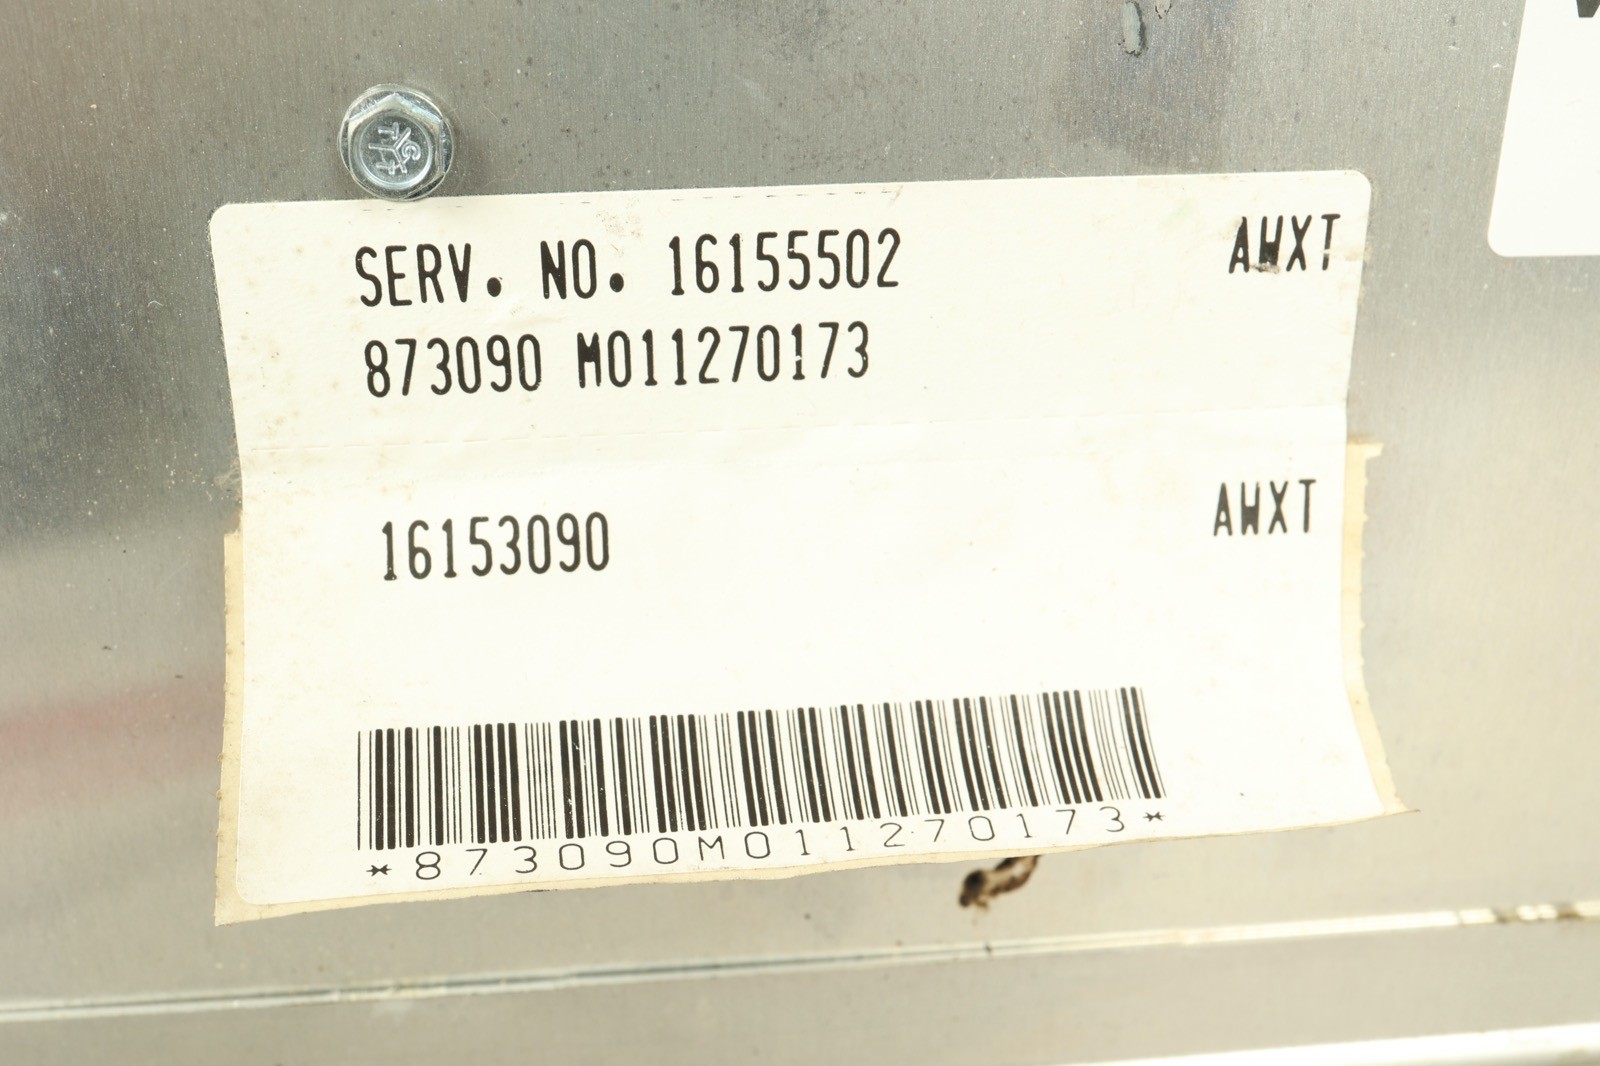 SERV. NO. 16155502 AWXT
873090 M011270173
16153090 AWXT
*873090M011270173*